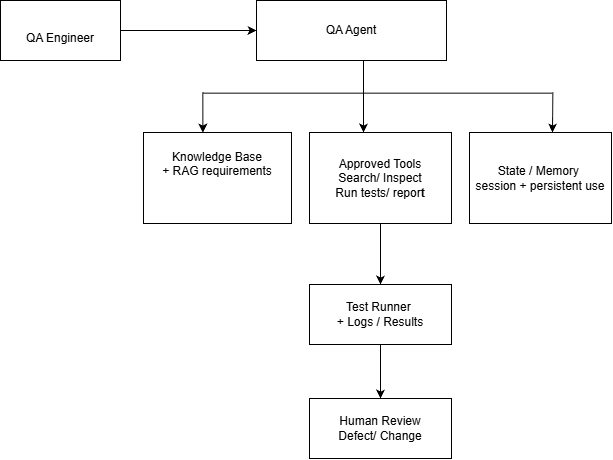 QA Engineer
QA Agent
Knowledge Base
+ RAG requirements
Approved Tools
Search/ Inspect
Run tests/ report
State / Memory
session + persistent use
Test Runner
+ Logs / Results
Human Review
Defect/ Change